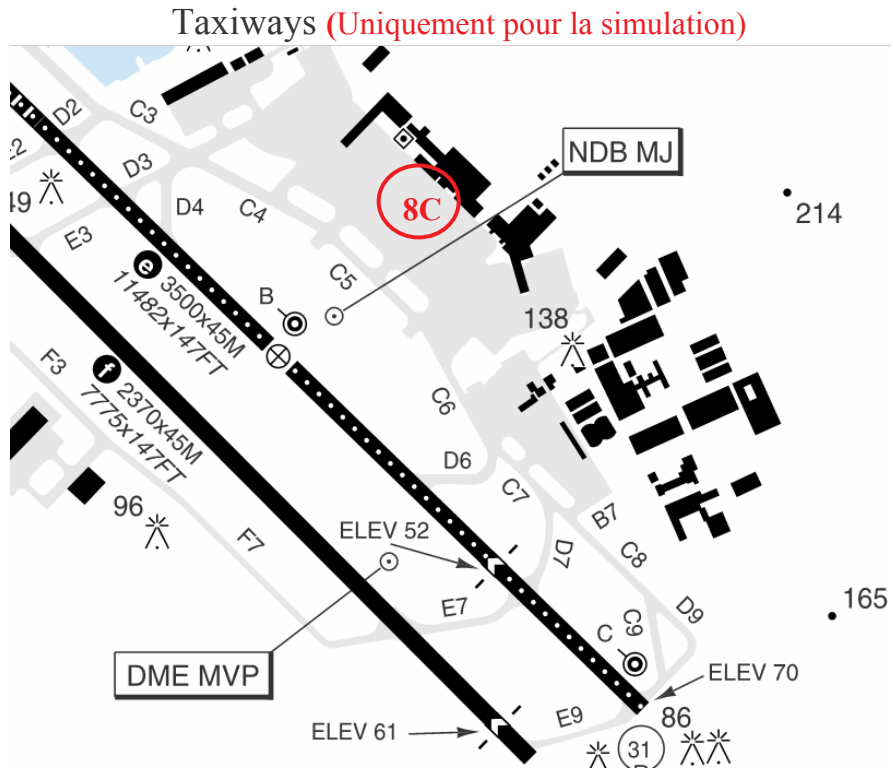 Taxiways (Uniquement pour la simulation)
D2
C3
D3
NDB MJ
D4
C4
8C
214
E3
e
3500x45M
11482x147FT
B
C5
138
F3
f
2370x45M
7775x147FT
C6
D6
C7
96
ELEV 52
B7
F7
D7
C8
E7
165
D9
C
C9
DME MVP
ELEV 70
ELEV 61
E9
86
31